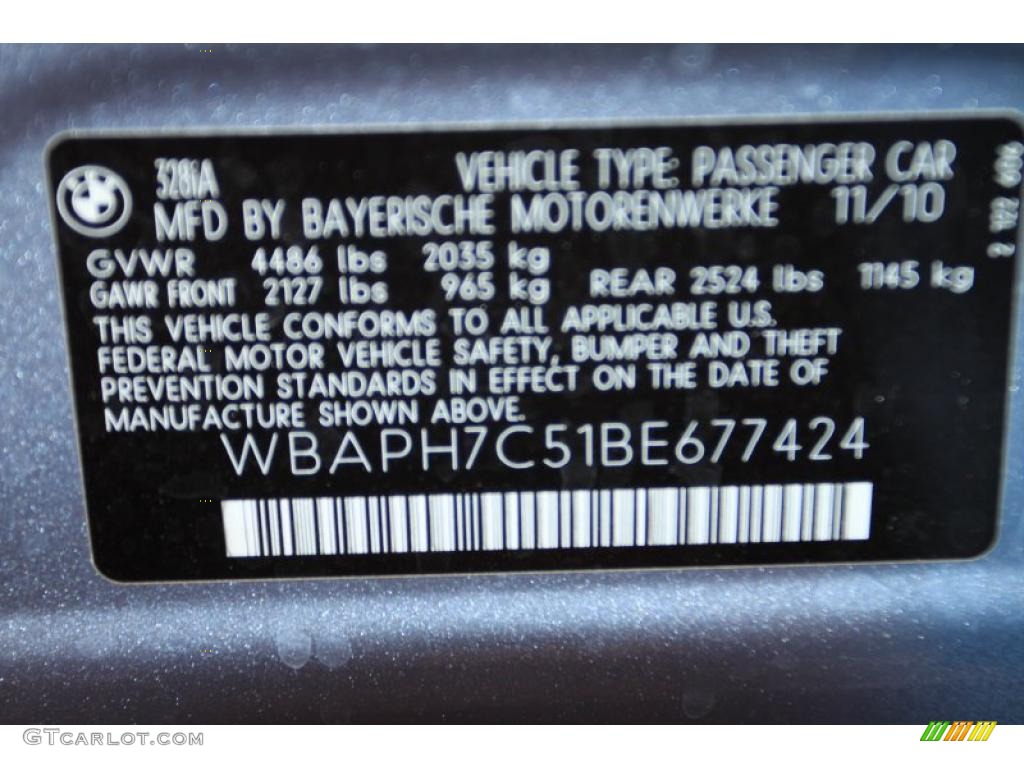 328iA
VEHICLE TYPE: PASSENGER CAR
MFD BY BAYERISCHE MOTORENWERKE 11/10
GVWR 4486 lbs 2035 kg
GAWR FRONT 2127 lbs 965 kg REAR 2524 lbs 1145 kg
THIS VEHICLE CONFORMS TO ALL APPLICABLE U.S.
FEDERAL MOTOR VEHICLE SAFETY, BUMPER AND THEFT
PREVENTION STANDARDS IN EFFECT ON THE DATE OF
MANUFACTURE SHOWN ABOVE.
WBAPH7C51BE677424
GTCarlot.com